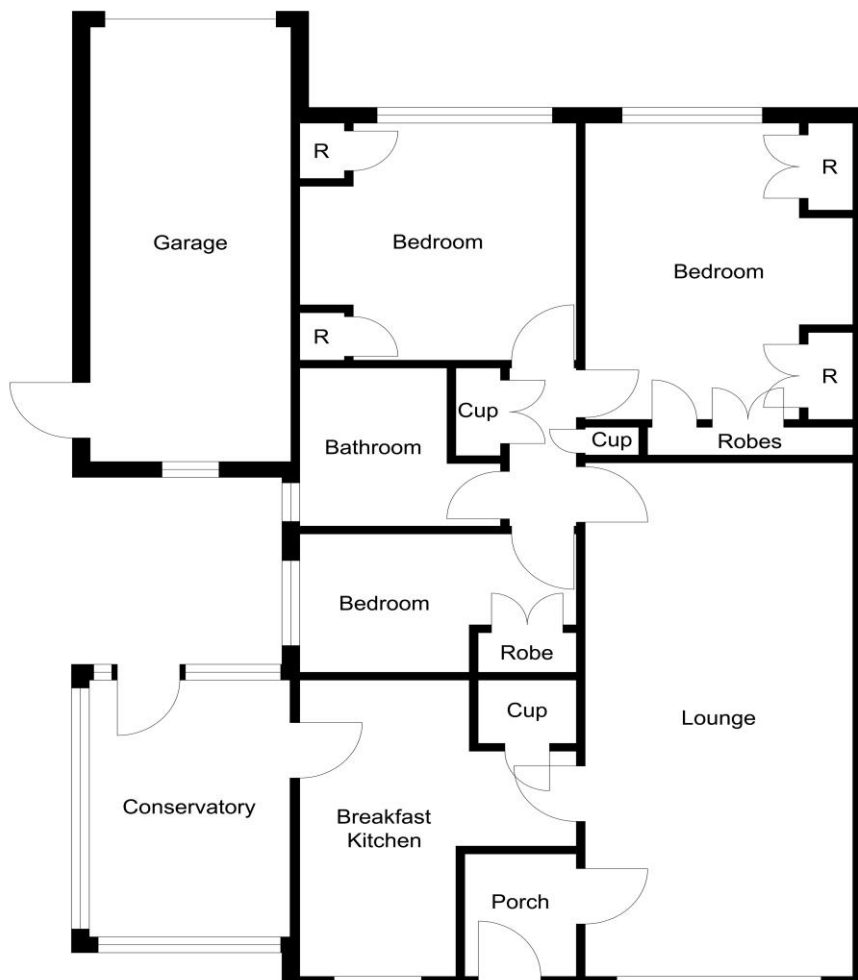 R
R
Garage
Bedroom
Bedroom
R
R
Cup
Cup
Robes
Bathroom
Bedroom
Robe
Cup
Lounge
Conservatory
Breakfast
Kitchen
Porch